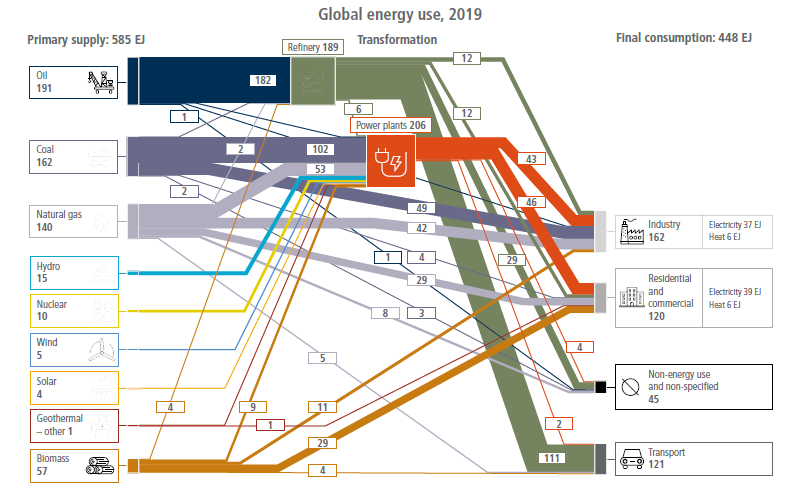 Global energy use, 2019
Primary supply: 585 EJ
Transformation
Final consumption: 448 EJ
Refinery 189
Oil
191
182
12
1
6
12
Power plants 206
Coal
162
2
102
53
43
2
49
46
Natural gas
140
42
Industry
162
Electricity 37 EJ
Heat 6 EJ
1
4
29
Hydro
15
29
Residential
and
commercial
120
Electricity 39 EJ
Heat 6 EJ
Nuclear
10
8
3
Wind
5
5
4
Solar
4
Non-energy use
and non-specified
45
4
9
11
Geothermal
– other 1
1
2
29
Biomass
57
4
111
Transport
121